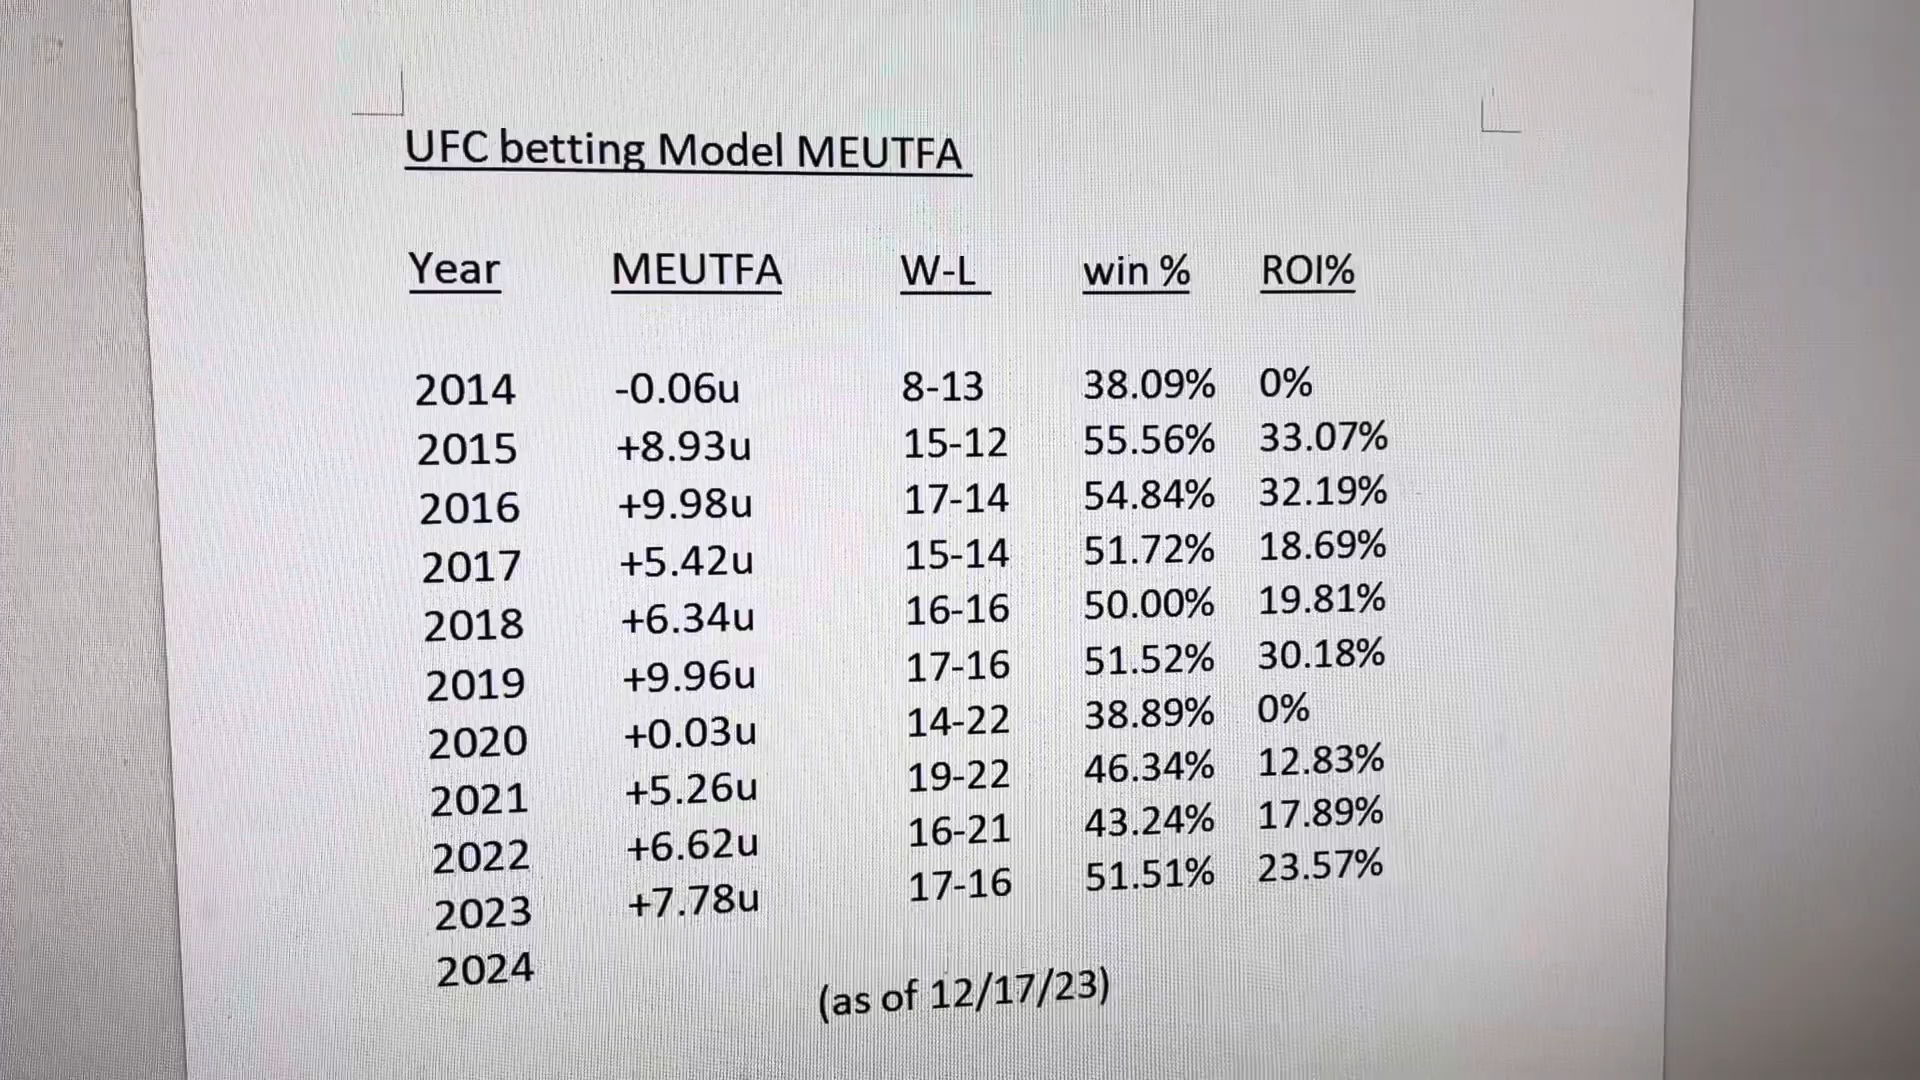 UFC betting Model MEUTFA
Year MEUTFA W-L win % ROI%
2014 -0.06u 8-13 38.09% 0%
2015 +8.93u 15-12 55.56% 33.07%
2016 +9.98u 17-14 54.84% 32.19%
2017 +5.42u 15-14 51.72% 18.69%
2018 +6.34u 16-16 50.00% 19.81%
2019 +9.96u 17-16 51.52% 30.18%
2020 +0.03u 14-22 38.89% 0%
2021 +5.26u 19-22 46.34% 12.83%
2022 +6.62u 16-21 43.24% 17.89%
2023 +7.78u 17-16 51.51% 23.57%
2024
(as of 12/17/23)